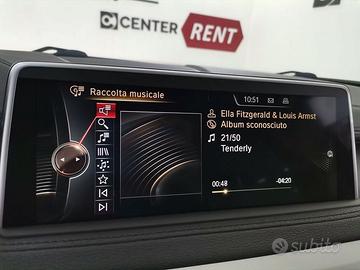 CENTER RENT
Raccolta musicale
10:51
Ella Fitzgerald & Louis Armst
Album sconosciuto
21/50
Tenderly
00:48
-04:20
subito